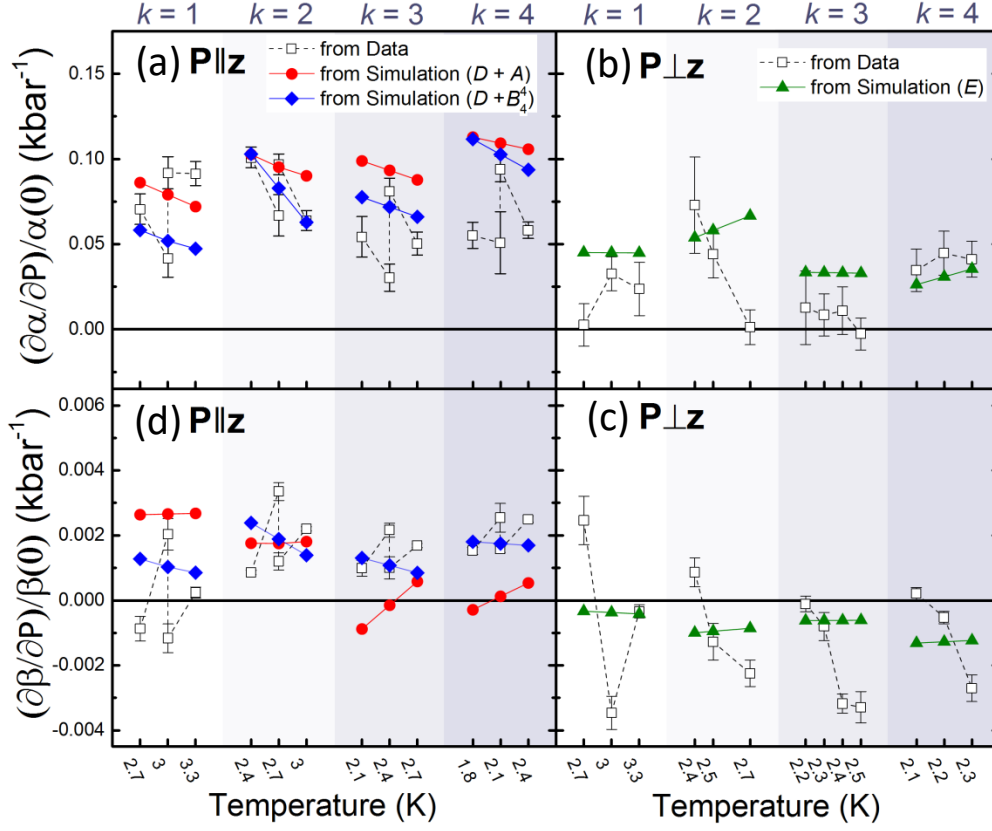 k = 1 k = 2 k = 3 k = 4 k = 1 k = 2 k = 3 k = 4
(a) P∥z
from Data
from Simulation (D + A)
from Simulation (D + B₄⁴)
(b) P⊥z
from Data
from Simulation (E)
(∂α/∂P)/α(0) (kbar⁻¹)
0.15
0.10
0.05
0.00
(d) P∥z
(c) P⊥z
(∂β/∂P)/β(0) (kbar⁻¹)
0.006
0.004
0.002
0.000
-0.002
-0.004
2.7 3 3.3 2.4 2.7 3 2.1 2.4 2.7 1.8 2.1 2.4
2.7 3 3.3 2.4 2.5 2.7 2.2 2.3 2.4 2.5 2.1 2.2 2.3
Temperature (K) Temperature (K)